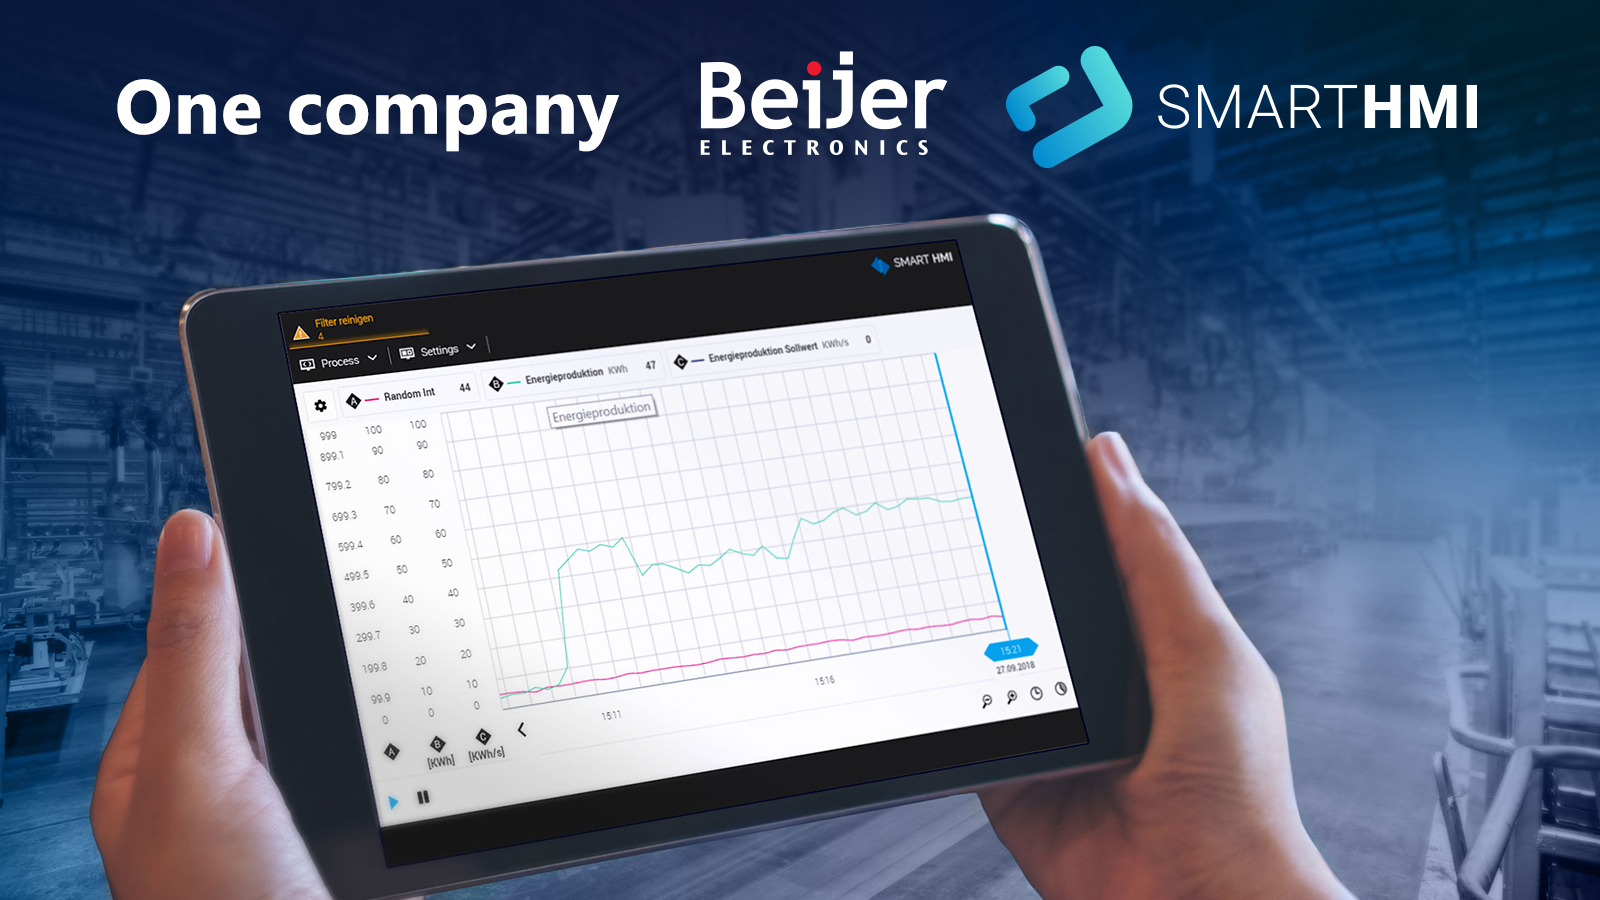 One company
Beijer
ELECTRONICS
SMARTHMI
SMART HMI
Filter reinigen
4
Process
Settings
A Random Int 44
B Energieproduktion KWh 47
C Energieproduktion Sollwert KWh/s 0
Energieproduktion
999 100 100
899.1 90 90
799.2 80 80
699.3 70 70
599.4 60 60
499.5 50 50
399.6 40 40
299.7 30 30
199.8 20 20
99.9 10 10
0 0 0
15:11
15:16
15:21
27.09.2018
A B C
[KWh] [KWh/s]